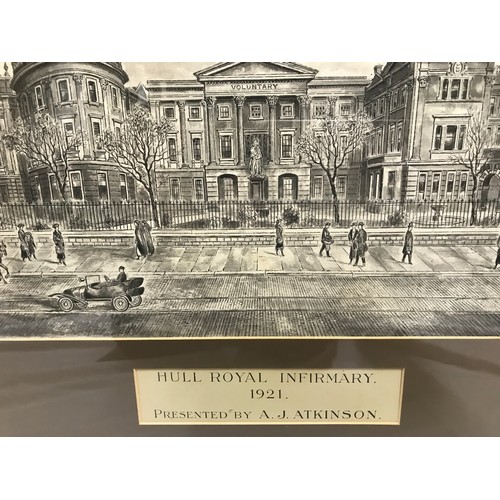 VOLUNTARY
HULL ROYAL INFIRMARY.
1921.
PRESENTED BY A. J. ATKINSON.